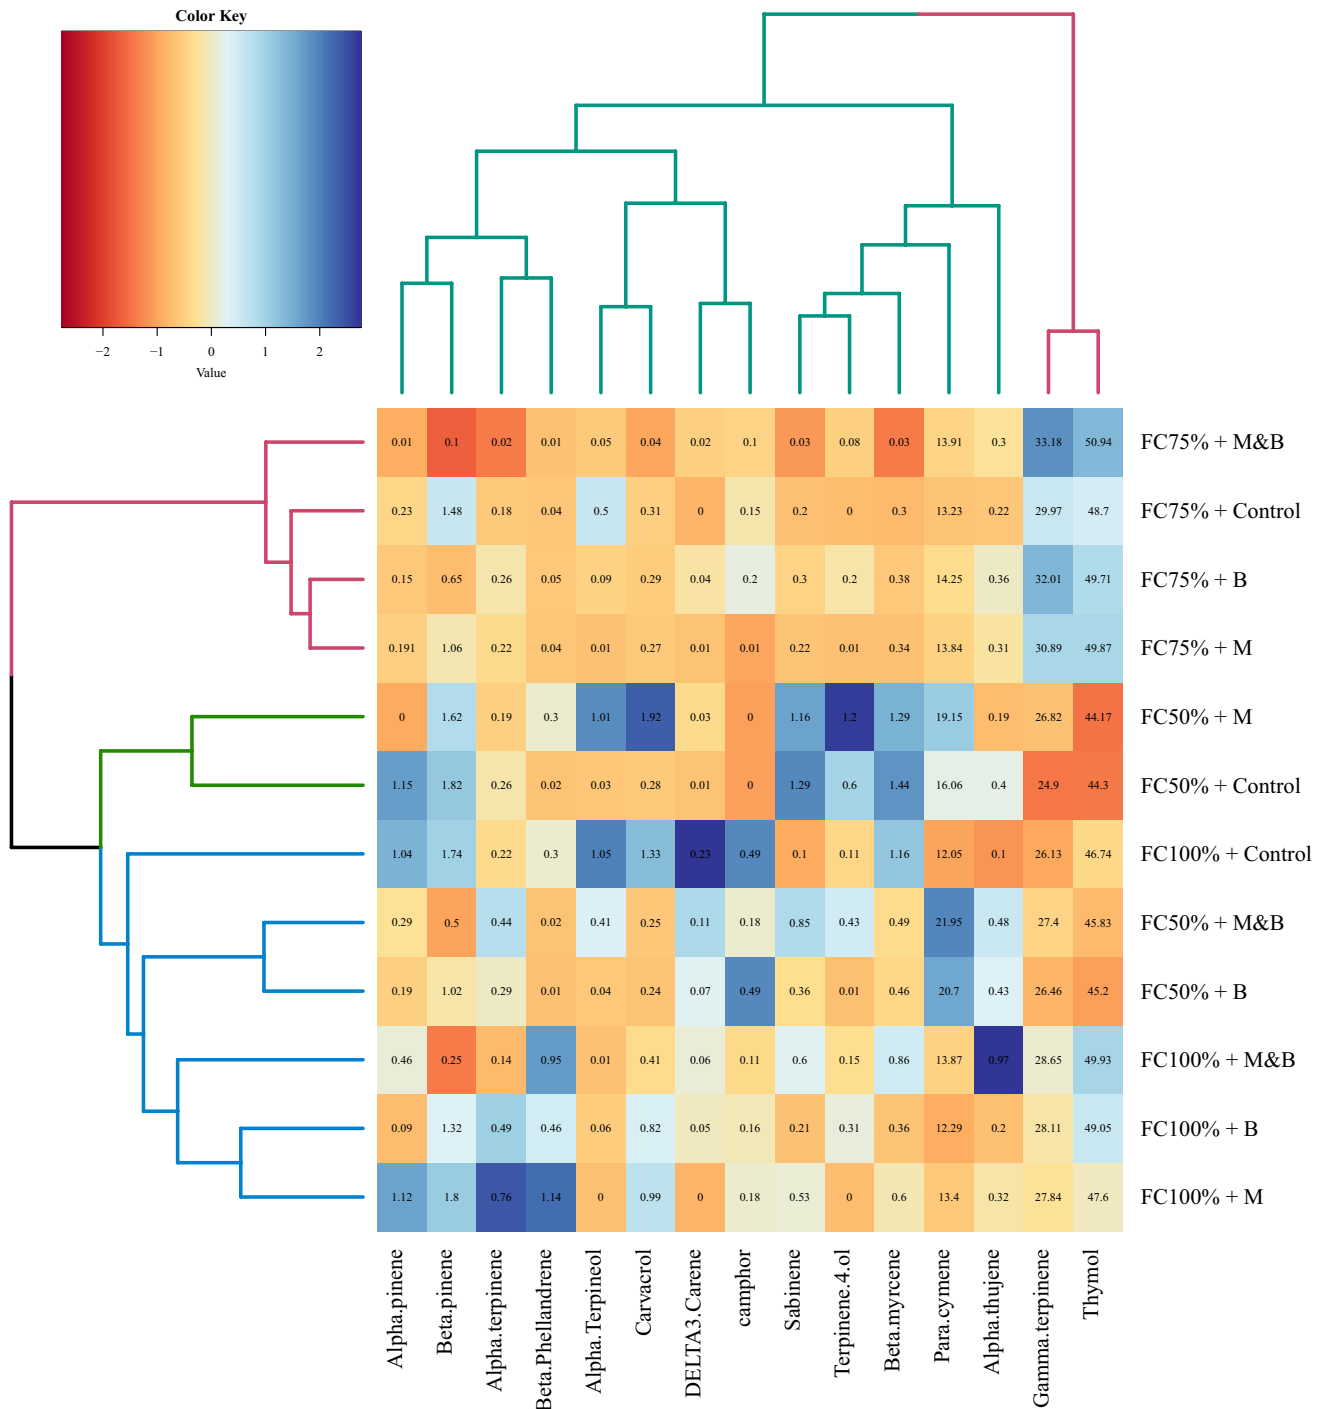 Color Key
−2 −1 0 1 2
Value
0.01 0.1 0.02 0.01 0.05 0.04 0.02 0.1 0.03 0.08 0.03 13.91 0.3 33.18 50.94 FC75% + M&B
0.23 1.48 0.18 0.04 0.5 0.31 0 0.15 0.2 0 0.3 13.23 0.22 29.97 48.7 FC75% + Control
0.15 0.65 0.26 0.05 0.09 0.29 0.04 0.2 0.3 0.2 0.38 14.25 0.36 32.01 49.71 FC75% + B
0.191 1.06 0.22 0.04 0.01 0.27 0.01 0.01 0.22 0.01 0.34 13.84 0.31 30.89 49.87 FC75% + M
0 1.62 0.19 0.3 1.01 1.92 0.03 0 1.16 1.2 1.29 19.15 0.19 26.82 44.17 FC50% + M
1.15 1.82 0.26 0.02 0.03 0.28 0.01 0 1.29 0.6 1.44 16.06 0.4 24.9 44.3 FC50% + Control
1.04 1.74 0.22 0.3 1.05 1.33 0.23 0.49 0.1 0.11 1.16 12.05 0.1 26.13 46.74 FC100% + Control
0.29 0.5 0.44 0.02 0.41 0.25 0.11 0.18 0.85 0.43 0.49 21.95 0.48 27.4 45.83 FC50% + M&B
0.19 1.02 0.29 0.01 0.04 0.24 0.07 0.49 0.36 0.01 0.46 20.7 0.43 26.46 45.2 FC50% + B
0.46 0.25 0.14 0.95 0.01 0.41 0.06 0.11 0.6 0.15 0.86 13.87 0.97 28.65 49.93 FC100% + M&B
0.09 1.32 0.49 0.46 0.06 0.82 0.05 0.16 0.21 0.31 0.36 12.29 0.2 28.11 49.05 FC100% + B
1.12 1.8 0.76 1.14 0 0.99 0 0.18 0.53 0 0.6 13.4 0.32 27.84 47.6 FC100% + M
Alpha.pinene
Beta.pinene
Alpha.terpinene
Beta.Phellandrene
Alpha.Terpineol
Carvacrol
DELTA3.Carene
camphor
Sabinene
Terpinene.4.ol
Beta.myrcene
Para.cymene
Alpha.thujene
Gamma.terpinene
Thymol